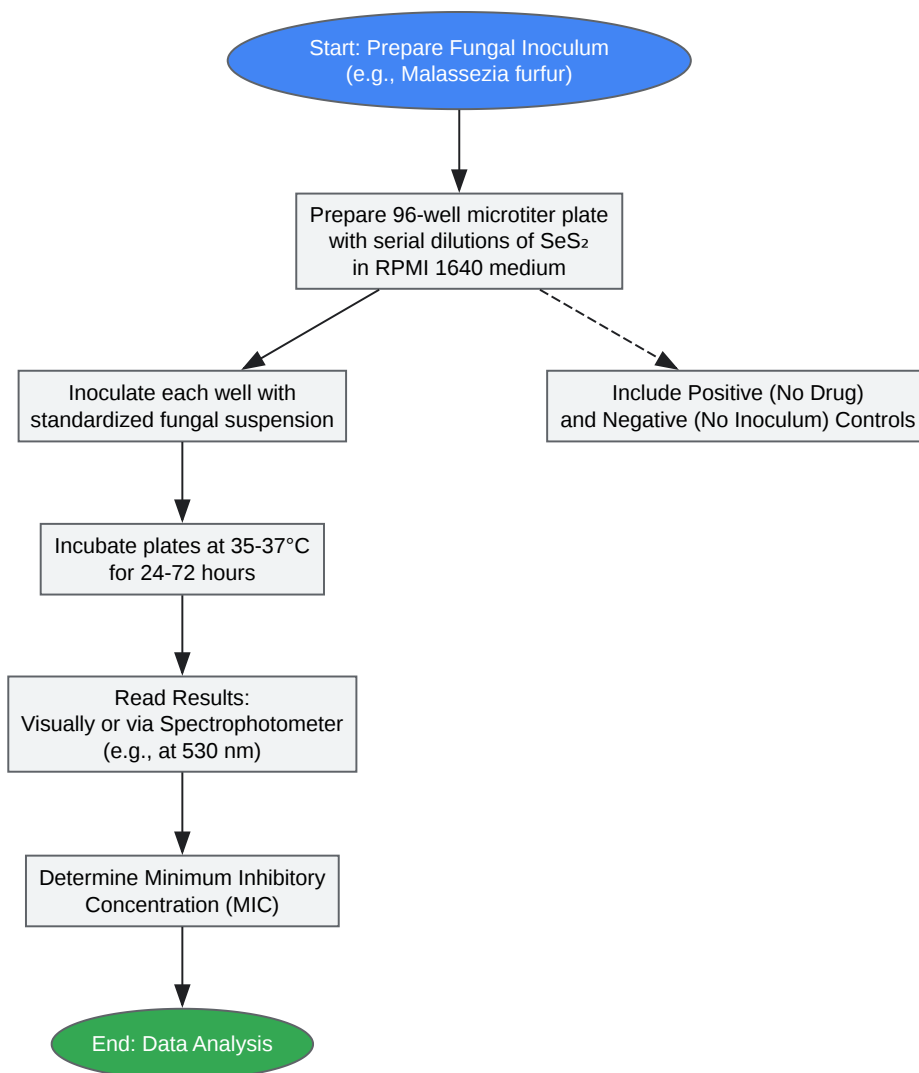 Start: Prepare Fungal Inoculum
(e.g., Malassezia furfur)
Prepare 96-well microtiter plate
with serial dilutions of SeS₂
in RPMI 1640 medium
Inoculate each well with
standardized fungal suspension
Include Positive (No Drug)
and Negative (No Inoculum) Controls
Incubate plates at 35-37°C
for 24-72 hours
Read Results:
Visually or via Spectrophotometer
(e.g., at 530 nm)
Determine Minimum Inhibitory
Concentration (MIC)
End: Data Analysis